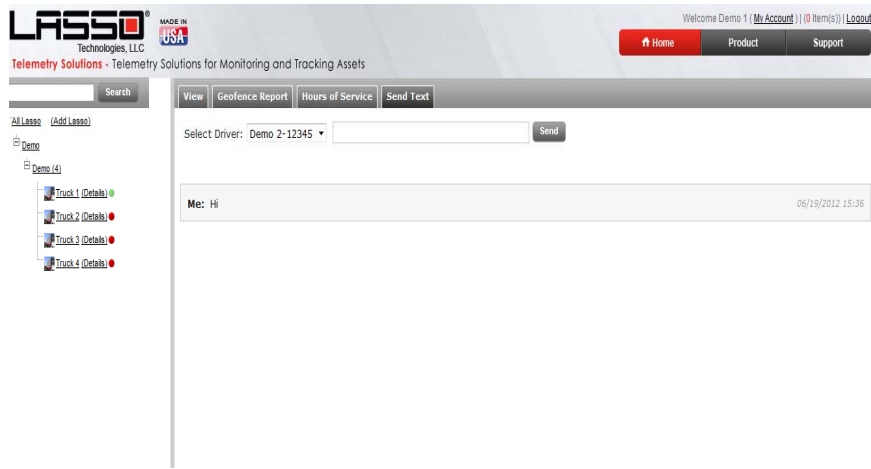 LASSO®
Technologies, LLC
MADE IN
USA
Welcome Demo 1 ( My Account ) | (0 Item(s)) | Logout
Home Product Support
Telemetry Solutions - Telemetry Solutions for Monitoring and Tracking Assets
Search
View Geofence Report Hours of Service Send Text
All Lasso (Add Lasso)
Select Driver: Demo 2-12345 Send
Demo
Demo (4)
Truck 1 (Details)
Truck 2 (Details)
Truck 3 (Details)
Truck 4 (Details)
Me: Hi 06/19/2012 15:36